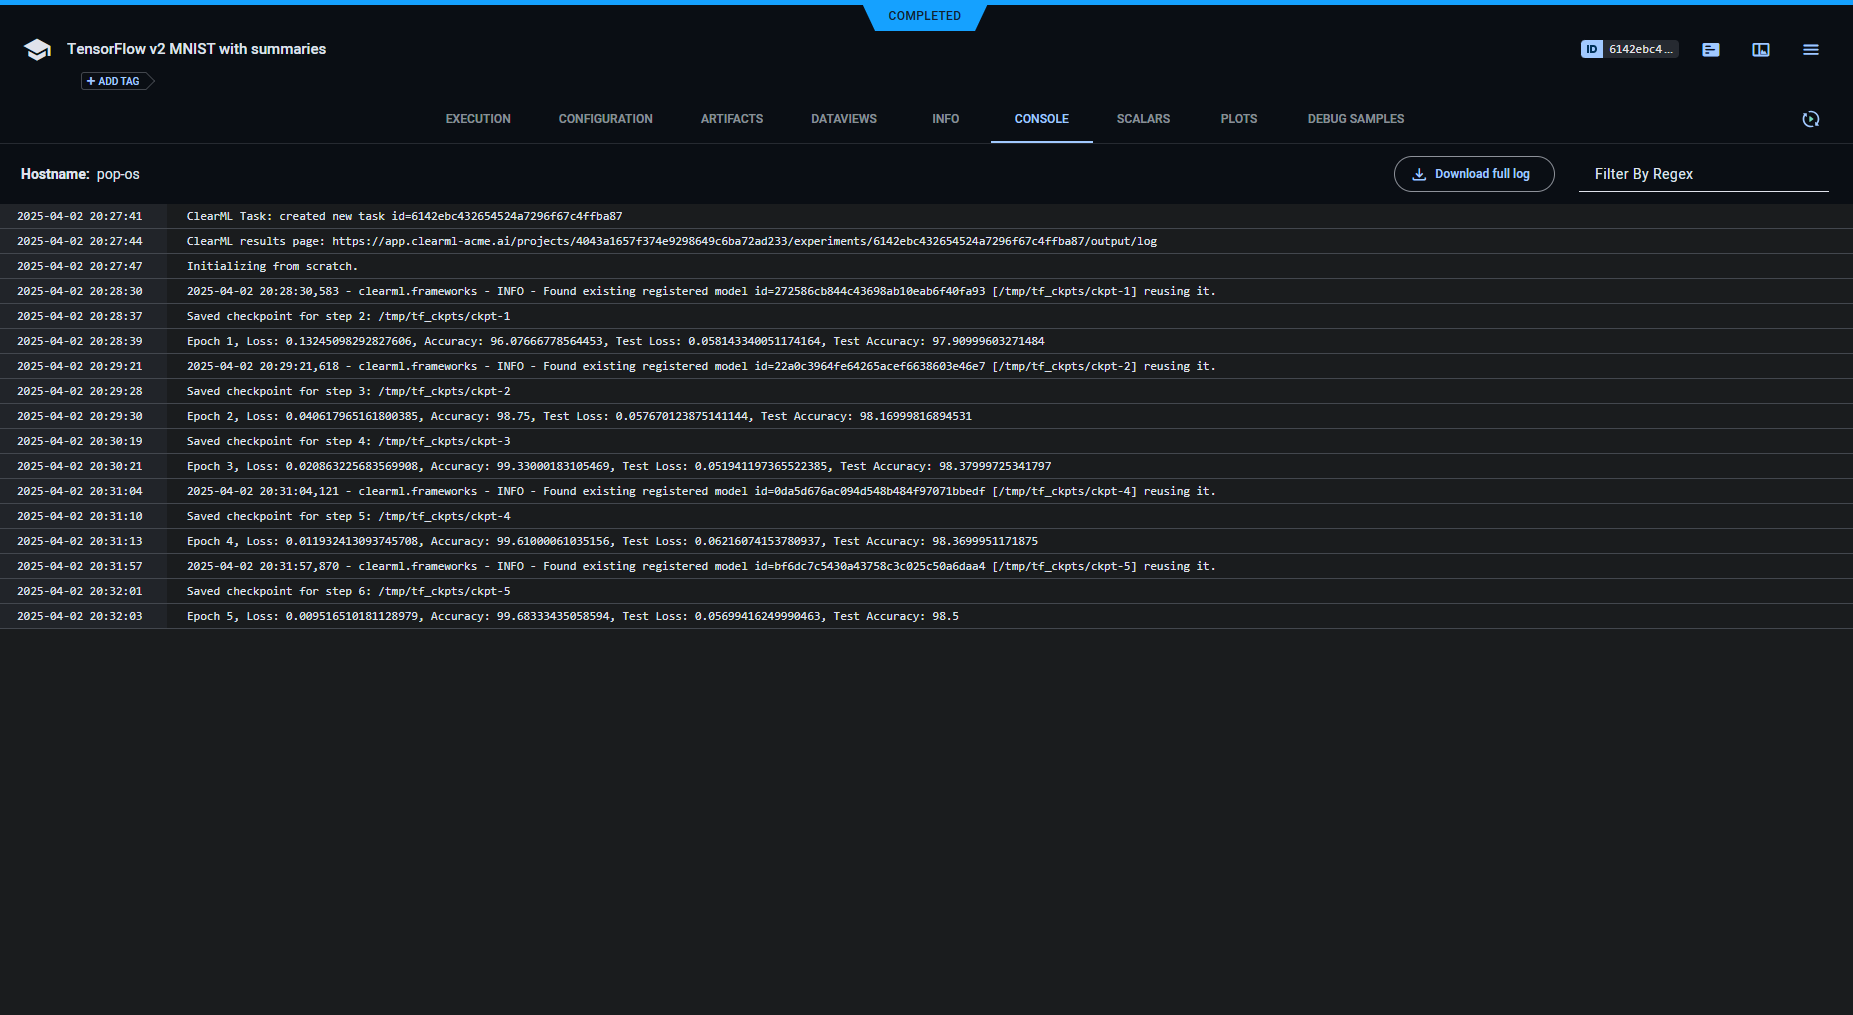 COMPLETED
TensorFlow v2 MNIST with summaries
ID 6142ebc4 ...
+ ADD TAG
EXECUTION CONFIGURATION ARTIFACTS DATAVIEWS INFO CONSOLE SCALARS PLOTS DEBUG SAMPLES
Hostname: pop-os Download full log Filter By Regex
2025-04-02 20:27:41 ClearML Task: created new task id=6142ebc432654524a7296f67c4ffba87
2025-04-02 20:27:44 ClearML results page: https://app.clearml-acme.ai/projects/4043a1657f374e9298649c6ba72ad233/experiments/6142ebc432654524a7296f67c4ffba87/output/log
2025-04-02 20:27:47 Initializing from scratch.
2025-04-02 20:28:30 2025-04-02 20:28:30,583 - clearml.frameworks - INFO - Found existing registered model id=272586cb844c43698ab10eab6f40fa93 [/tmp/tf_ckpts/ckpt-1] reusing it.
2025-04-02 20:28:37 Saved checkpoint for step 2: /tmp/tf_ckpts/ckpt-1
2025-04-02 20:28:39 Epoch 1, Loss: 0.13245098292827606, Accuracy: 96.07666778564453, Test Loss: 0.058143340051174164, Test Accuracy: 97.90999603271484
2025-04-02 20:29:21 2025-04-02 20:29:21,618 - clearml.frameworks - INFO - Found existing registered model id=22a0c3964fe64265acef6638603e46e7 [/tmp/tf_ckpts/ckpt-2] reusing it.
2025-04-02 20:29:28 Saved checkpoint for step 3: /tmp/tf_ckpts/ckpt-2
2025-04-02 20:29:30 Epoch 2, Loss: 0.040617965161800385, Accuracy: 98.75, Test Loss: 0.057670123875141144, Test Accuracy: 98.16999816894531
2025-04-02 20:30:19 Saved checkpoint for step 4: /tmp/tf_ckpts/ckpt-3
2025-04-02 20:30:21 Epoch 3, Loss: 0.020863225683569908, Accuracy: 99.33000183105469, Test Loss: 0.051941197365522385, Test Accuracy: 98.37999725341797
2025-04-02 20:31:04 2025-04-02 20:31:04,121 - clearml.frameworks - INFO - Found existing registered model id=0da5d676ac094d548b484f97071bbedf [/tmp/tf_ckpts/ckpt-4] reusing it.
2025-04-02 20:31:10 Saved checkpoint for step 5: /tmp/tf_ckpts/ckpt-4
2025-04-02 20:31:13 Epoch 4, Loss: 0.011932413093745708, Accuracy: 99.61000061035156, Test Loss: 0.06216074153780937, Test Accuracy: 98.3699951171875
2025-04-02 20:31:57 2025-04-02 20:31:57,870 - clearml.frameworks - INFO - Found existing registered model id=bf6dc7c5430a43758c3c025c50a6daa4 [/tmp/tf_ckpts/ckpt-5] reusing it.
2025-04-02 20:32:01 Saved checkpoint for step 6: /tmp/tf_ckpts/ckpt-5
2025-04-02 20:32:03 Epoch 5, Loss: 0.009516510181128979, Accuracy: 99.68333435058594, Test Loss: 0.05699416249990463, Test Accuracy: 98.5